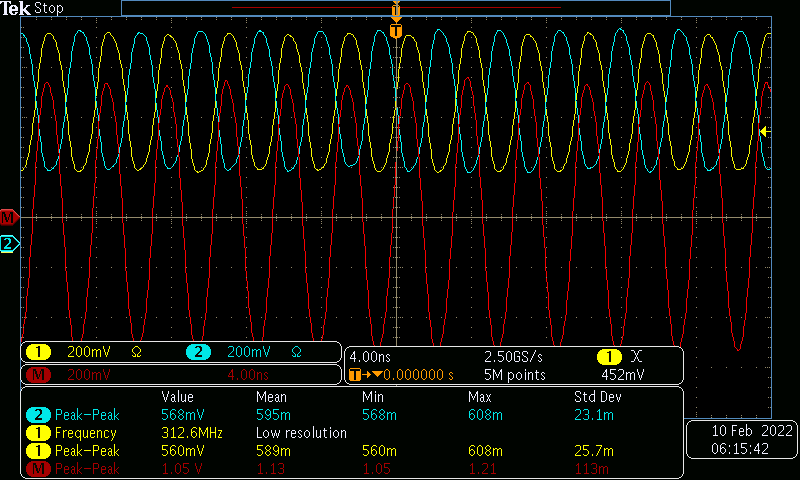 Tek Stop
T
T
M
2
1 200mV Ω 2 200mV Ω
M 200mV 4.00ns
4.00ns 2.50GS/s 1
T→▼0.000000 s 5M points 452mV
Value Mean Min Max Std Dev
2 Peak-Peak 568mV 595m 568m 608m 23.1m
1 Frequency 312.6MHz Low resolution
1 Peak-Peak 560mV 589m 560m 608m 25.7m
M Peak-Peak 1.05 V 1.13 1.05 1.21 113m
10 Feb 2022
06:15:42